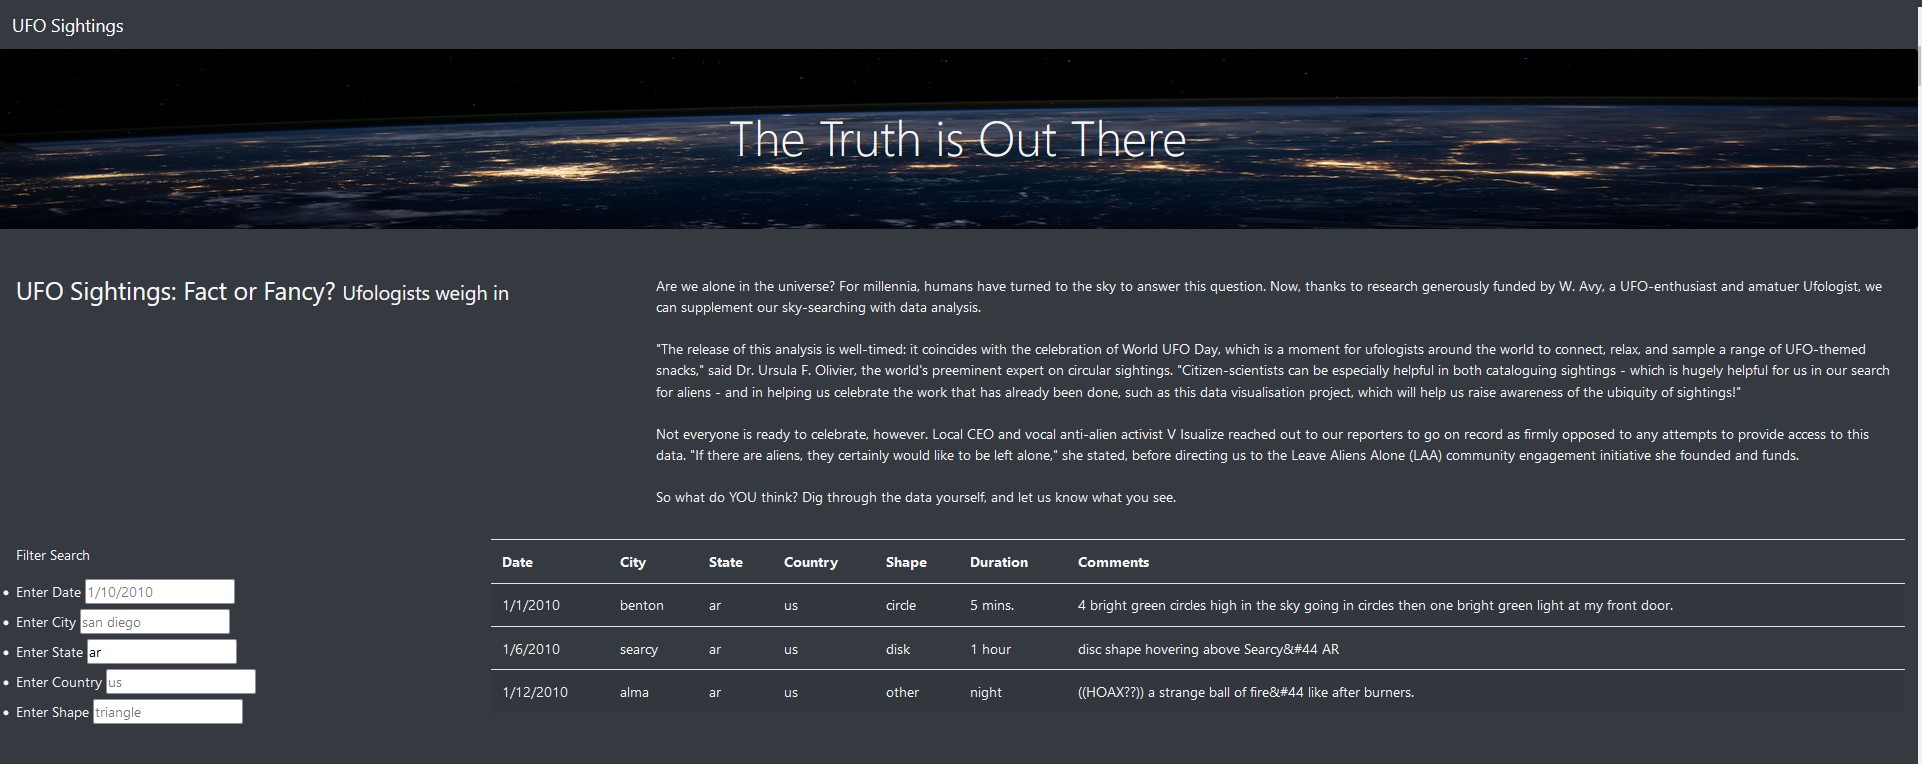 UFO Sightings
The Truth is Out There
UFO Sightings: Fact or Fancy? Ufologists weigh in
Are we alone in the universe? For millennia, humans have turned to the sky to answer this question. Now, thanks to research generously funded by W. Avy, a UFO-enthusiast and amatuer Ufologist, we
can supplement our sky-searching with data analysis.
"The release of this analysis is well-timed: it coincides with the celebration of World UFO Day, which is a moment for ufologists around the world to connect, relax, and sample a range of UFO-themed
snacks," said Dr. Ursula F. Olivier, the world's preeminent expert on circular sightings. "Citizen-scientists can be especially helpful in both cataloguing sightings - which is hugely helpful for us in our search
for aliens - and in helping us celebrate the work that has already been done, such as this data visualisation project, which will help us raise awareness of the ubiquity of sightings!"
Not everyone is ready to celebrate, however. Local CEO and vocal anti-alien activist V Isualize reached out to our reporters to go on record as firmly opposed to any attempts to provide access to this
data. "If there are aliens, they certainly would like to be left alone," she stated, before directing us to the Leave Aliens Alone (LAA) community engagement initiative she founded and funds.
So what do YOU think? Dig through the data yourself, and let us know what you see.
Filter Search
Enter Date 1/10/2010
Enter City san diego
Enter State ar
Enter Country us
Enter Shape triangle
Date City State Country Shape Duration Comments
1/1/2010 benton ar us circle 5 mins. 4 bright green circles high in the sky going in circles then one bright green light at my front door.
1/6/2010 searcy ar us disk 1 hour disc shape hovering above Searcy&#44 AR
1/12/2010 alma ar us other night ((HOAX??)) a strange ball of fire&#44 like after burners.